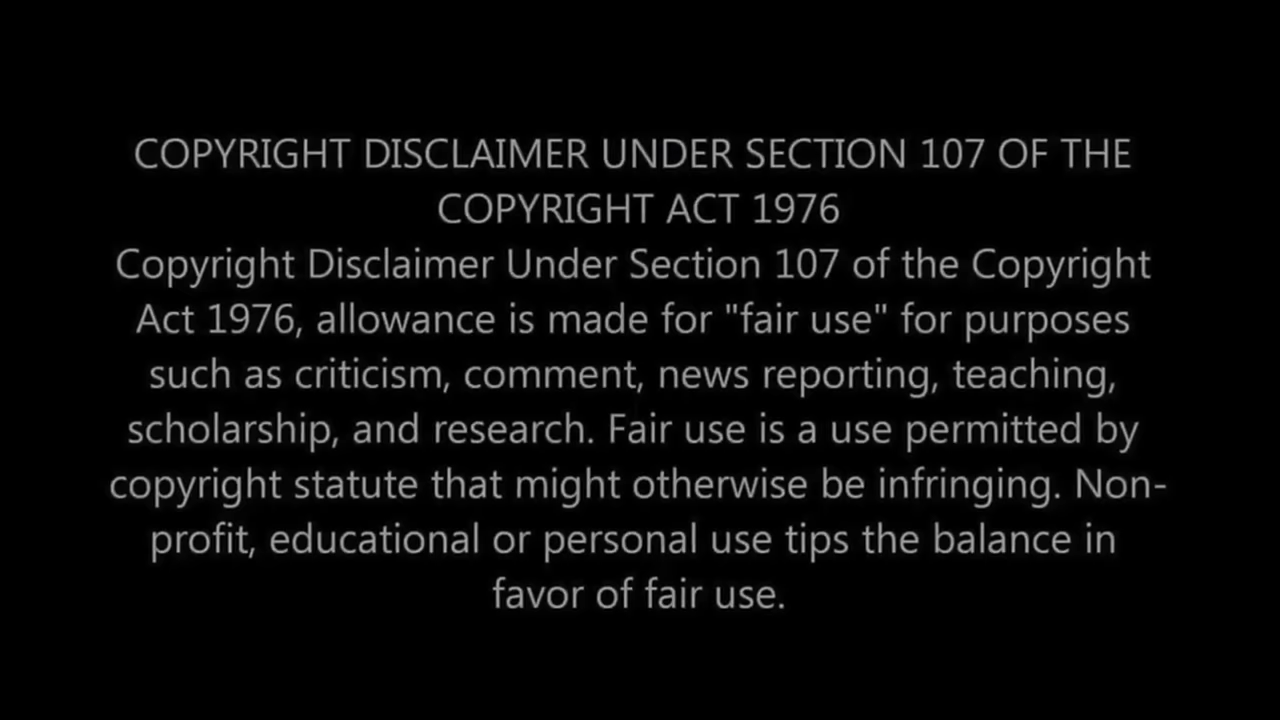 COPYRIGHT DISCLAIMER UNDER SECTION 107 OF THE
COPYRIGHT ACT 1976
Copyright Disclaimer Under Section 107 of the Copyright
Act 1976, allowance is made for "fair use" for purposes
such as criticism, comment, news reporting, teaching,
scholarship, and research. Fair use is a use permitted by
copyright statute that might otherwise be infringing. Non-
profit, educational or personal use tips the balance in
favor of fair use.